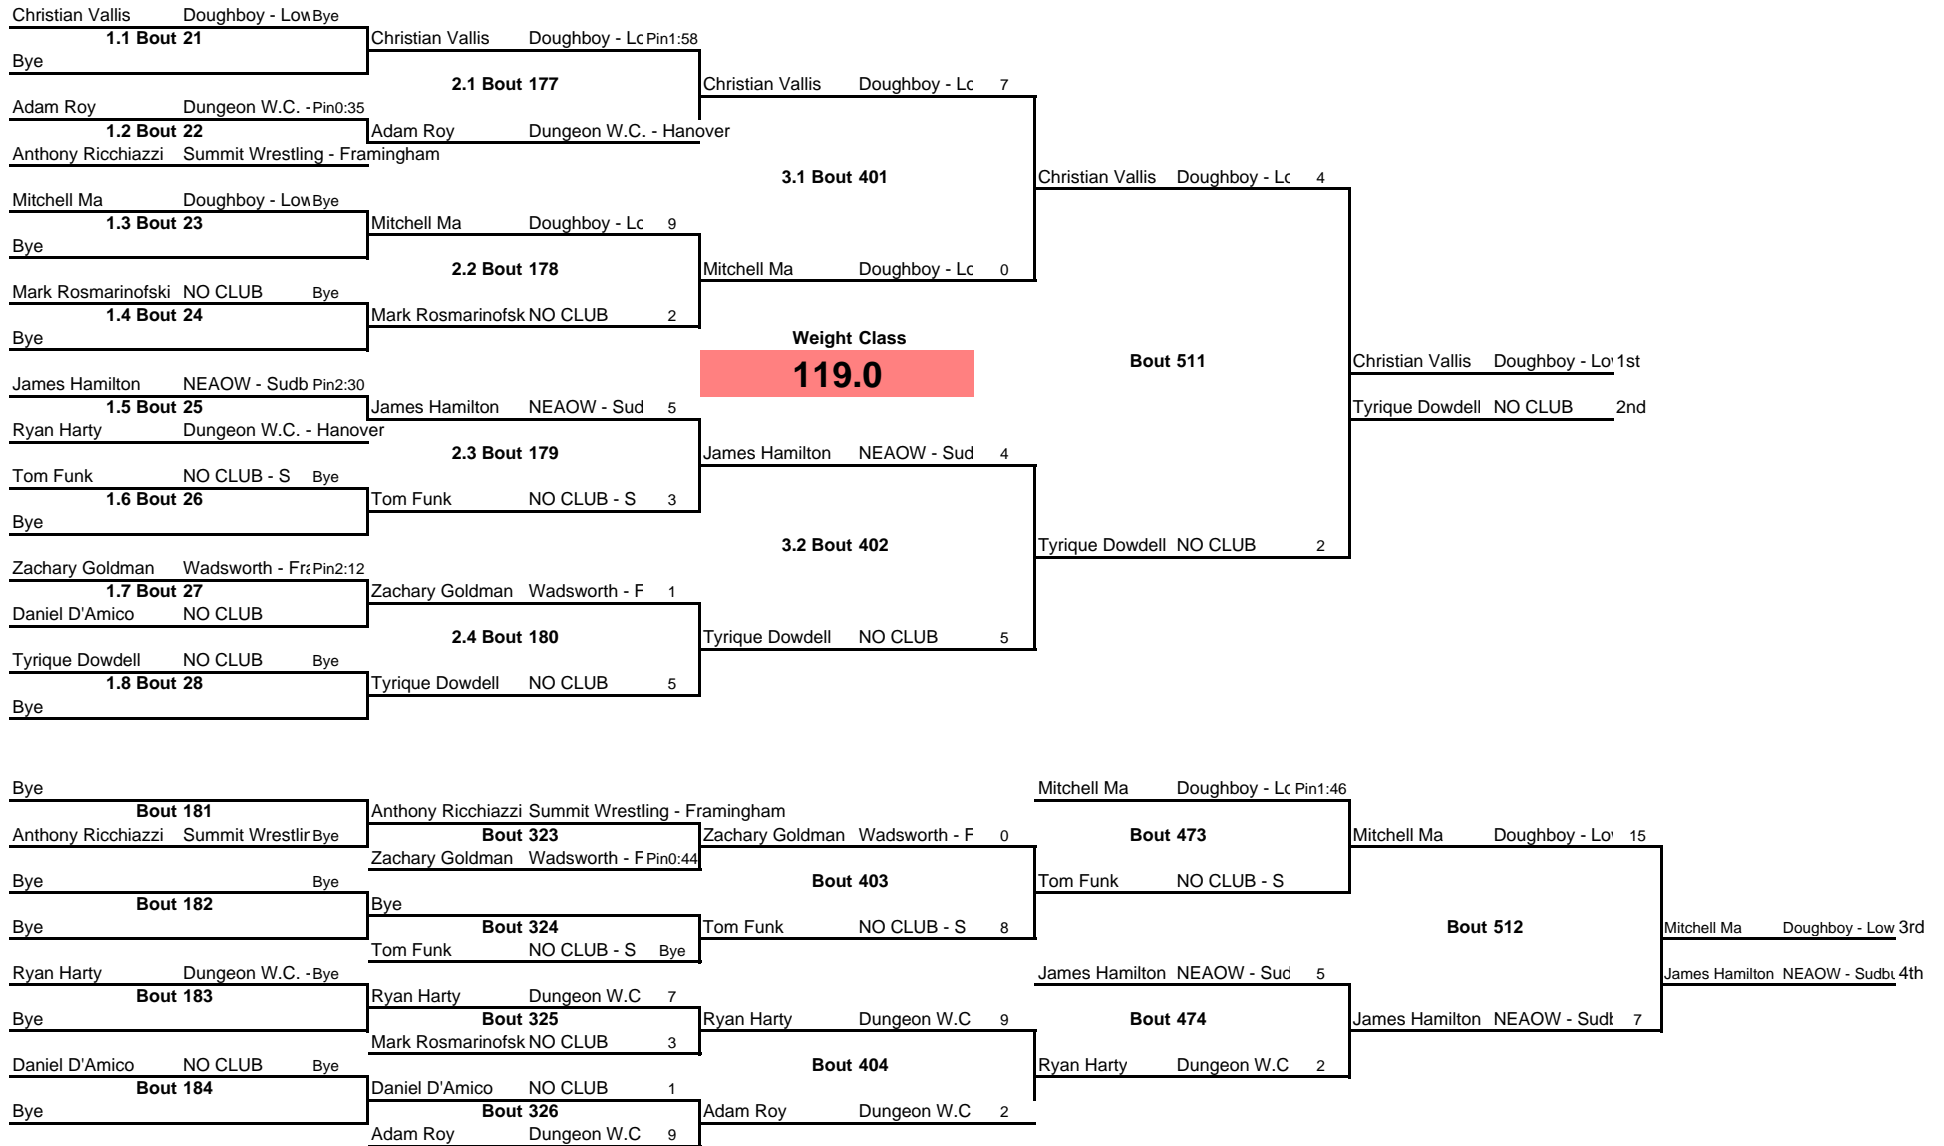 Christian Vallis Doughboy - Low Bye
1.1 Bout 21
Christian Vallis Doughboy - Lc Pin1:58
Bye
2.1 Bout 177
Christian Vallis Doughboy - Lc 7
Adam Roy Dungeon W.C. - Pin0:35
1.2 Bout 22
Adam Roy Dungeon W.C. - Hanover
Anthony Ricchiazzi Summit Wrestling - Framingham
3.1 Bout 401
Christian Vallis Doughboy - Lc 4
Mitchell Ma Doughboy - Low Bye
1.3 Bout 23
Mitchell Ma Doughboy - Lc 9
Bye
2.2 Bout 178
Mitchell Ma Doughboy - Lc 0
Mark Rosmarinofski NO CLUB Bye
1.4 Bout 24
Mark Rosmarinofsk NO CLUB 2
Bye
Weight Class
119.0
Bout 511
Christian Vallis Doughboy - Lo 1st
James Hamilton NEAOW - Sudb Pin2:30
1.5 Bout 25
James Hamilton NEAOW - Sud 5
Tyrique Dowdell NO CLUB 2nd
Ryan Harty Dungeon W.C. - Hanover
2.3 Bout 179
James Hamilton NEAOW - Sud 4
Tom Funk NO CLUB - S Bye
1.6 Bout 26
Tom Funk NO CLUB - S 3
Bye
3.2 Bout 402
Tyrique Dowdell NO CLUB 2
Zachary Goldman Wadsworth - Fra Pin2:12
1.7 Bout 27
Zachary Goldman Wadsworth - F 1
Daniel D'Amico NO CLUB
2.4 Bout 180
Tyrique Dowdell NO CLUB 5
Tyrique Dowdell NO CLUB Bye
1.8 Bout 28
Tyrique Dowdell NO CLUB 5
Bye
Bye
Mitchell Ma Doughboy - Lc Pin1:46
Bout 181
Anthony Ricchiazzi Summit Wrestling - Framingham
Anthony Ricchiazzi Summit Wrestlir Bye
Bout 323
Zachary Goldman Wadsworth - F 0
Bout 473
Mitchell Ma Doughboy - Lo 15
Zachary Goldman Wadsworth - F Pin0:44
Bye Bye
Bout 403
Tom Funk NO CLUB - S
Bout 182
Bye
Bye
Bout 324
Tom Funk NO CLUB - S 8
Bout 512
Mitchell Ma Doughboy - Low 3rd
Tom Funk NO CLUB - S Bye
Ryan Harty Dungeon W.C. - Bye
James Hamilton NEAOW - Sud 5
James Hamilton NEAOW - Sudbu 4th
Bout 183
Ryan Harty Dungeon W.C 7
Bye
Bout 325
Ryan Harty Dungeon W.C 9
Bout 474
James Hamilton NEAOW - Sudb 7
Mark Rosmarinofsk NO CLUB 3
Daniel D'Amico NO CLUB Bye
Bout 404
Ryan Harty Dungeon W.C 2
Bout 184
Daniel D'Amico NO CLUB 1
Bye
Bout 326
Adam Roy Dungeon W.C 2
Adam Roy Dungeon W.C 9